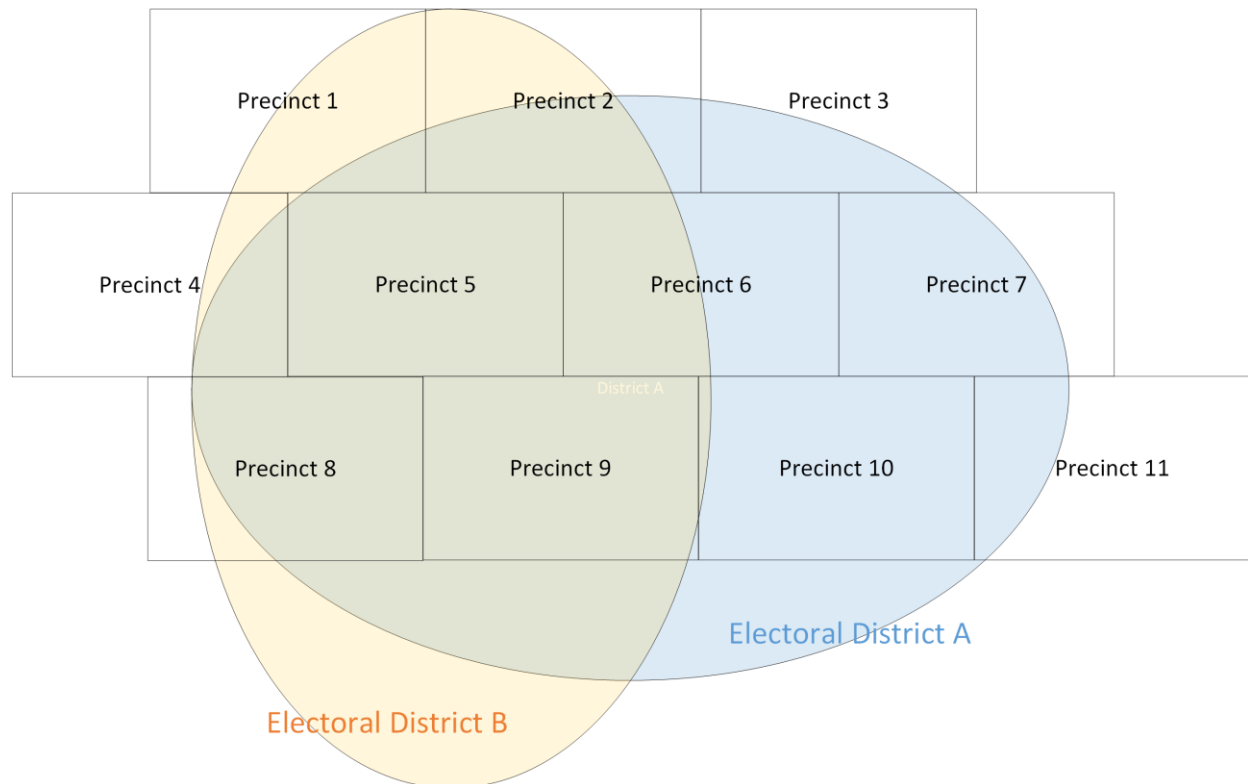 Precinct 1
Precinct 2
Precinct 3
Precinct 4
Precinct 5
Precinct 6
Precinct 7
District A
Precinct 8
Precinct 9
Precinct 10
Precinct 11
Electoral District A
Electoral District B